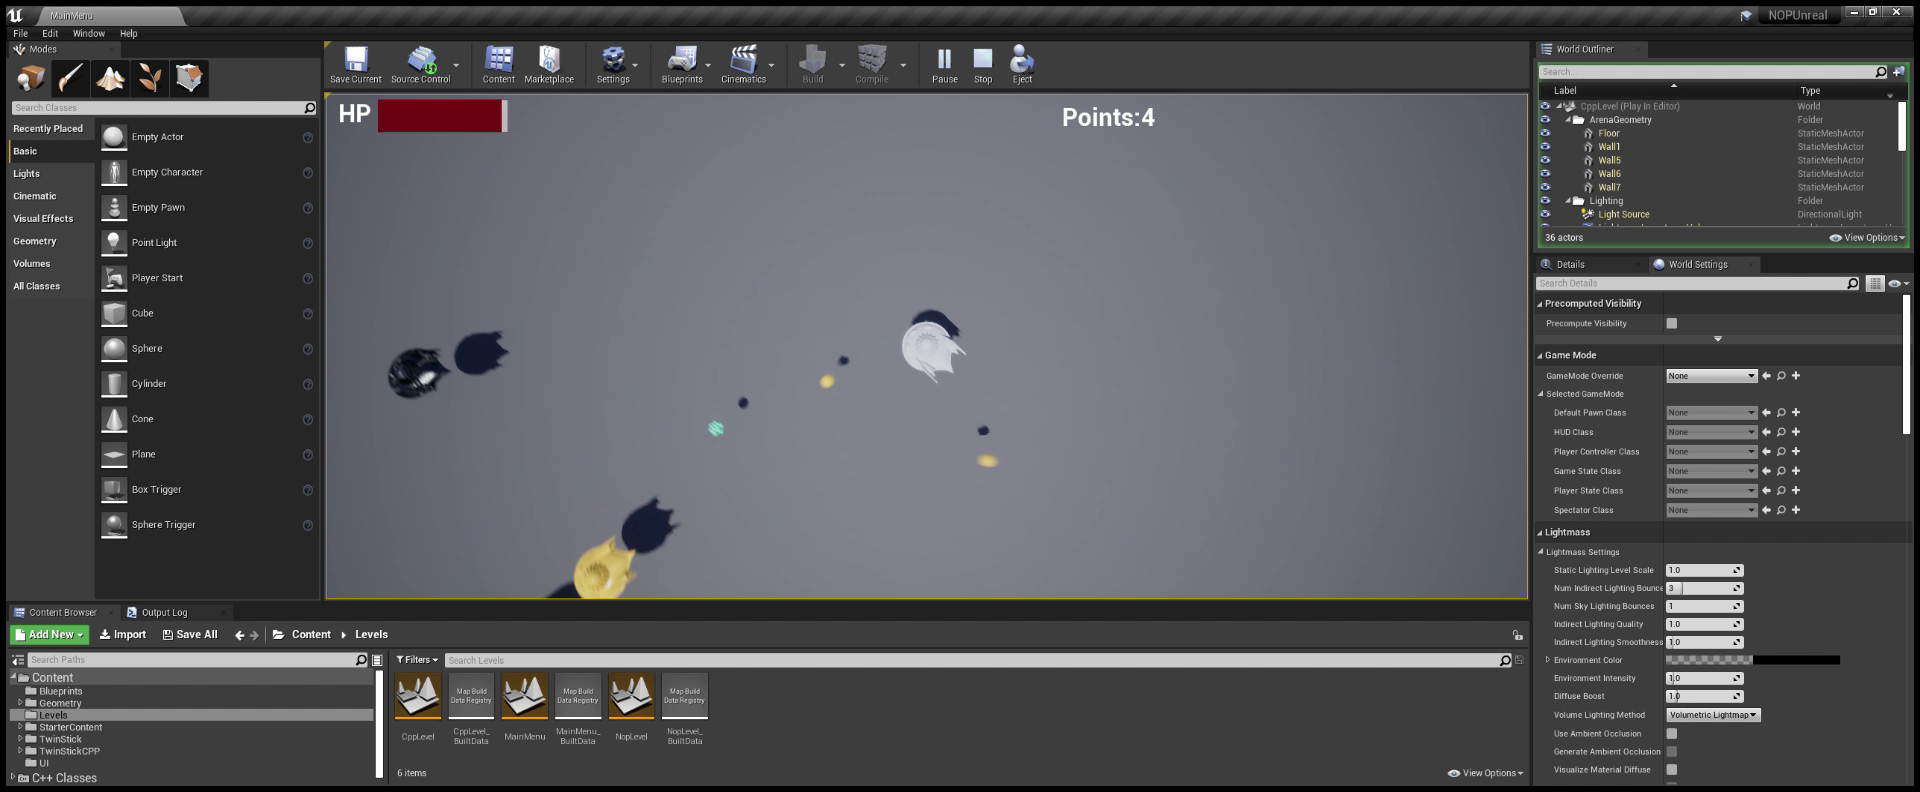 MainMenu
NOPUnreal
File Edit Window Help
Modes
Search Classes
Recently Placed
Basic
Lights
Cinematic
Visual Effects
Geometry
Volumes
All Classes
Empty Actor
Empty Character
Empty Pawn
Point Light
Player Start
Cube
Sphere
Cylinder
Cone
Plane
Box Trigger
Sphere Trigger
Save Current Source Control Content Marketplace Settings Blueprints Cinematics Build Compile Pause Stop Eject
HP
Points:4
World Outliner
Search...
Label Type
CppLevel (Play In Editor) World
ArenaGeometry Folder
Floor StaticMeshActor
Wall1 StaticMeshActor
Wall5 StaticMeshActor
Wall6 StaticMeshActor
Wall7 StaticMeshActor
Lighting Folder
Light Source DirectionalLight
36 actors View Options
Details World Settings
Search Details
Precomputed Visibility
Precompute Visibility
Game Mode
GameMode Override None
Selected GameMode
Default Pawn Class None
HUD Class None
Player Controller Class None
Game State Class None
Player State Class None
Spectator Class None
Lightmass
Lightmass Settings
Static Lighting Level Scale 1.0
Num Indirect Lighting Bounce 3
Num Sky Lighting Bounces 1
Indirect Lighting Quality 1.0
Indirect Lighting Smoothness 1.0
Environment Color
Environment Intensity 1.0
Diffuse Boost 1.0
Volume Lighting Method Volumetric Lightmap
Use Ambient Occlusion
Generate Ambient Occlusion
Visualize Material Diffuse
Content Browser Output Log
Add New Import Save All Content Levels
Search Paths
Content
Blueprints
Geometry
Levels
StarterContent
TwinStick
TwinStickCPP
UI
C++ Classes
Filters Search Levels
Map Build Data Registry
Map Build Data Registry
Map Build Data Registry
CppLevel
CppLevel_BuiltData
MainMenu
MainMenu_BuiltData
NopLevel
NopLevel_BuiltData
6 items View Options